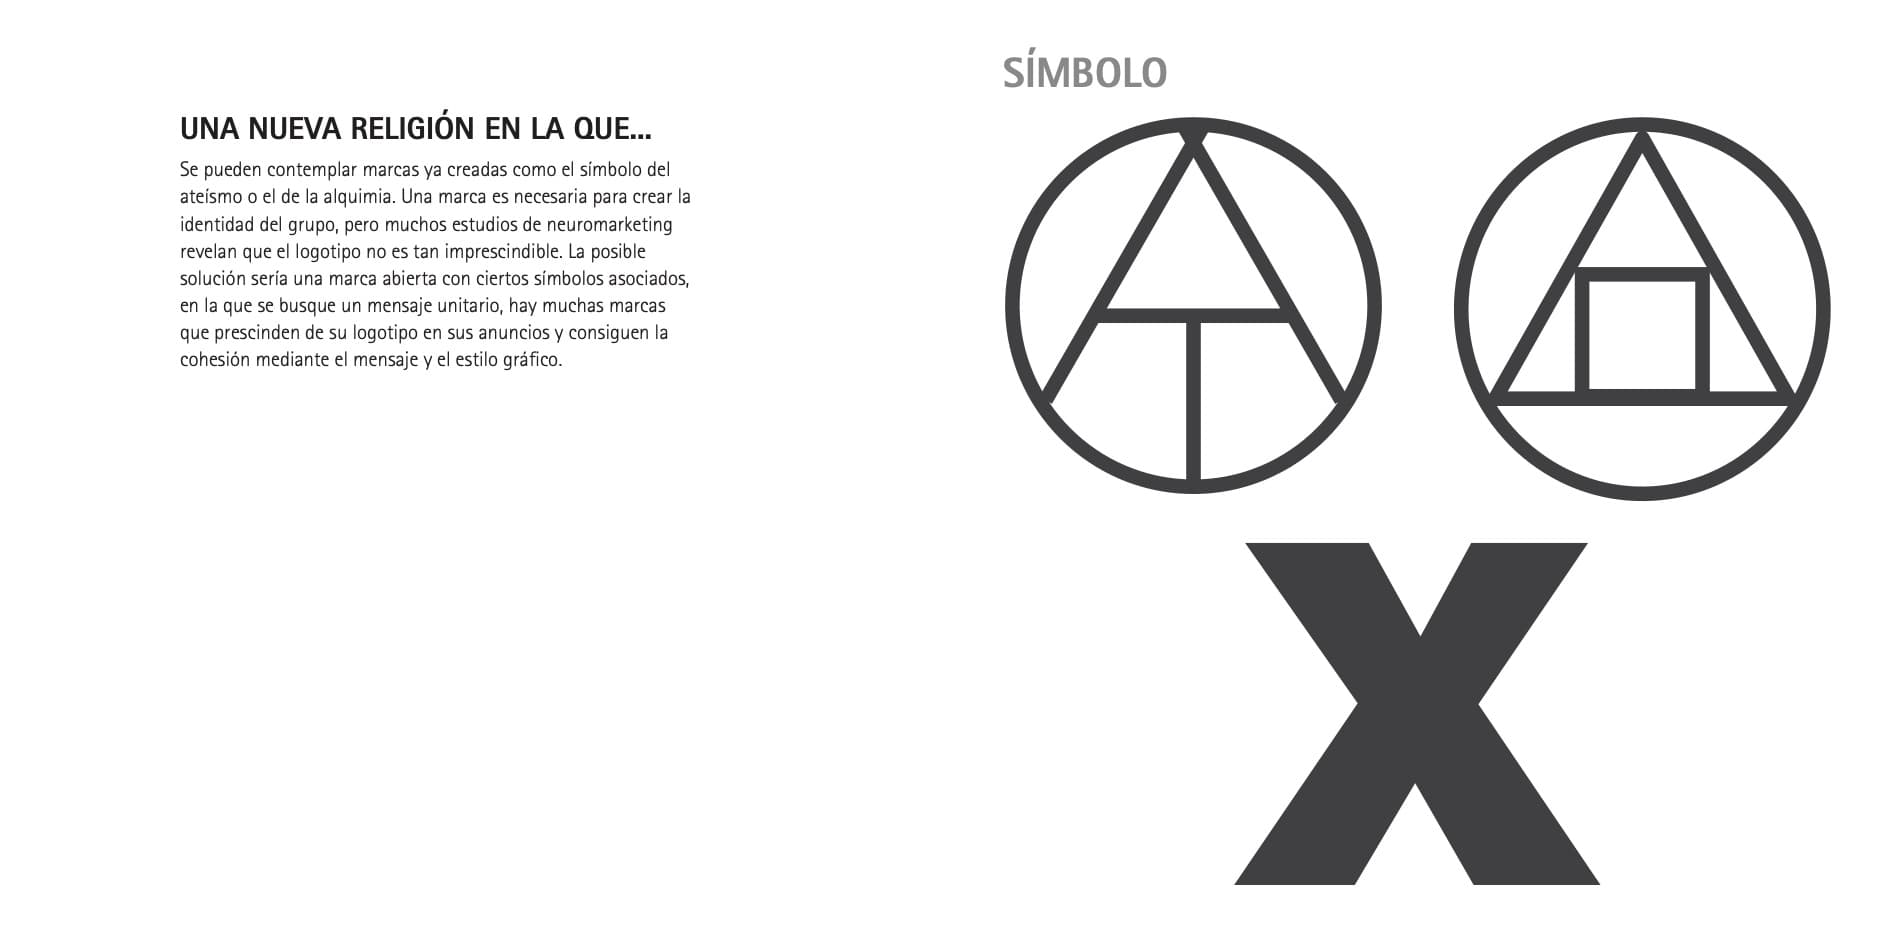 UNA NUEVA RELIGIÓN EN LA QUE...
Se pueden contemplar marcas ya creadas como el símbolo del
ateísmo o el de la alquimia. Una marca es necesaria para crear la
identidad del grupo, pero muchos estudios de neuromarketing
revelan que el logotipo no es tan imprescindible. La posible
solución sería una marca abierta con ciertos símbolos asociados,
en la que se busque un mensaje unitario, hay muchas marcas
que prescinden de su logotipo en sus anuncios y consiguen la
cohesión mediante el mensaje y el estilo gráfico.
SÍMBOLO
AT
X